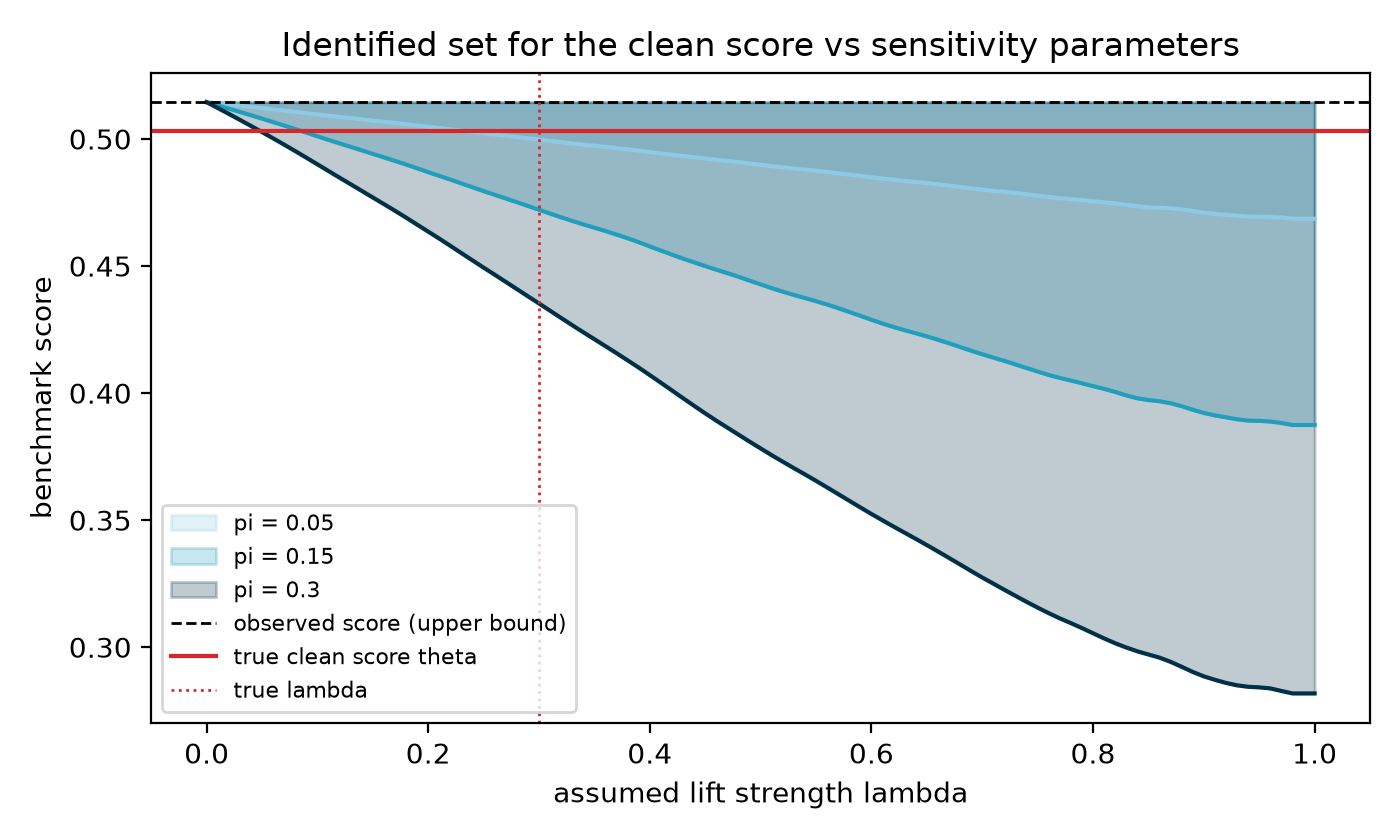 Identified set for the clean score vs sensitivity parameters
benchmark score
0.50
0.45
0.40
0.35
0.30
pi = 0.05
pi = 0.15
pi = 0.3
observed score (upper bound)
true clean score theta
true lambda
0.0 0.2 0.4 0.6 0.8 1.0
assumed lift strength lambda